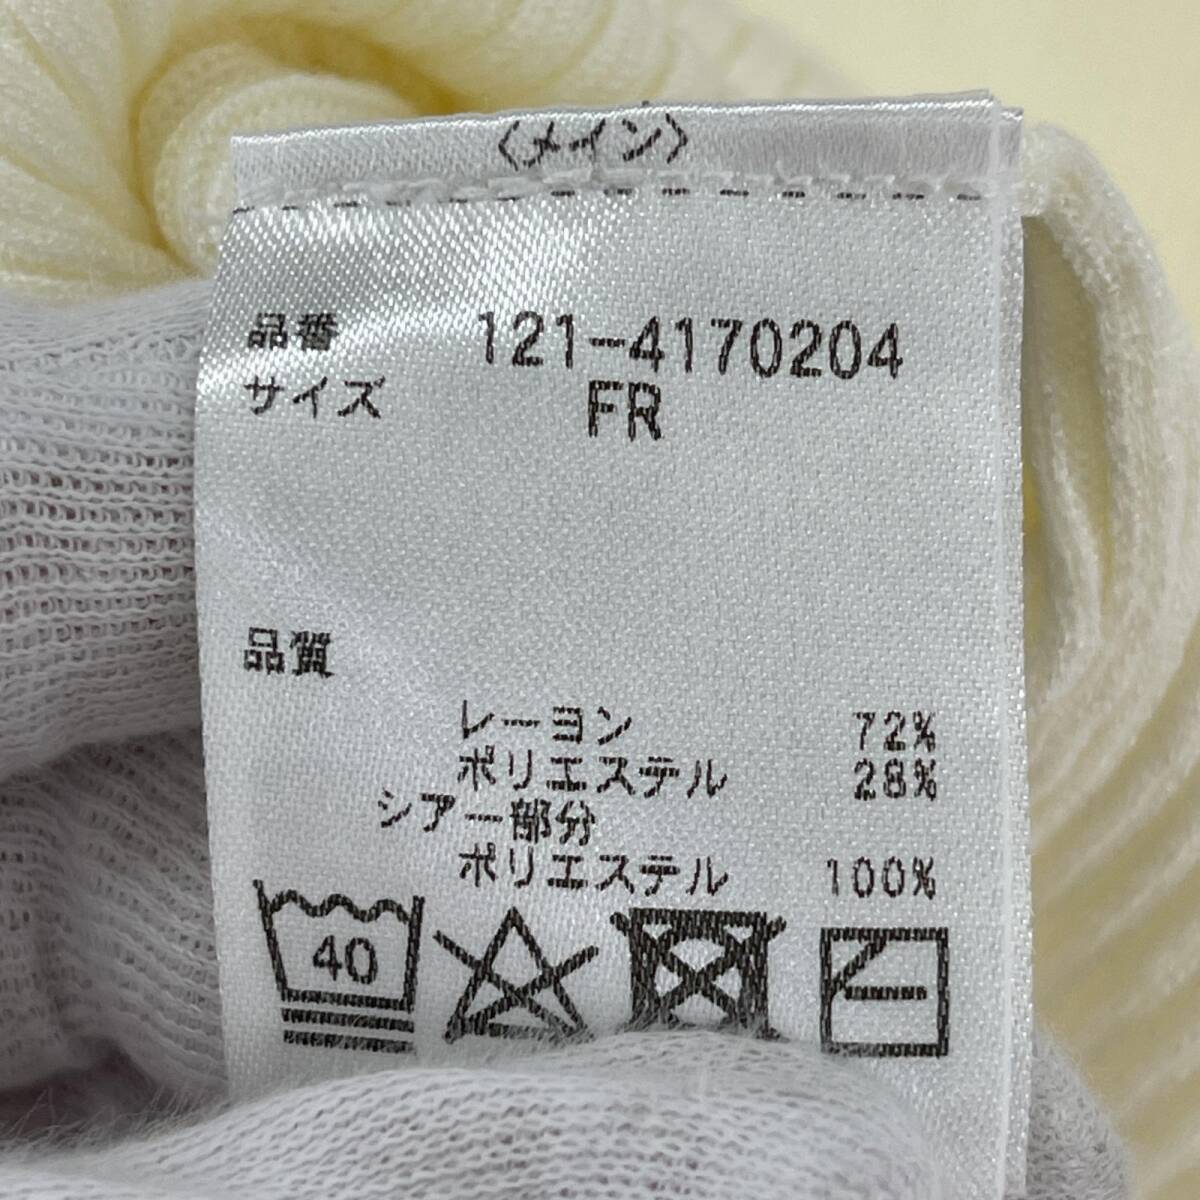 〈メイン〉
品番 121-4170204
サイズ FR
品質
レーヨン 72%
ポリエステル 28%
シアー部分
ポリエステル 100%
40